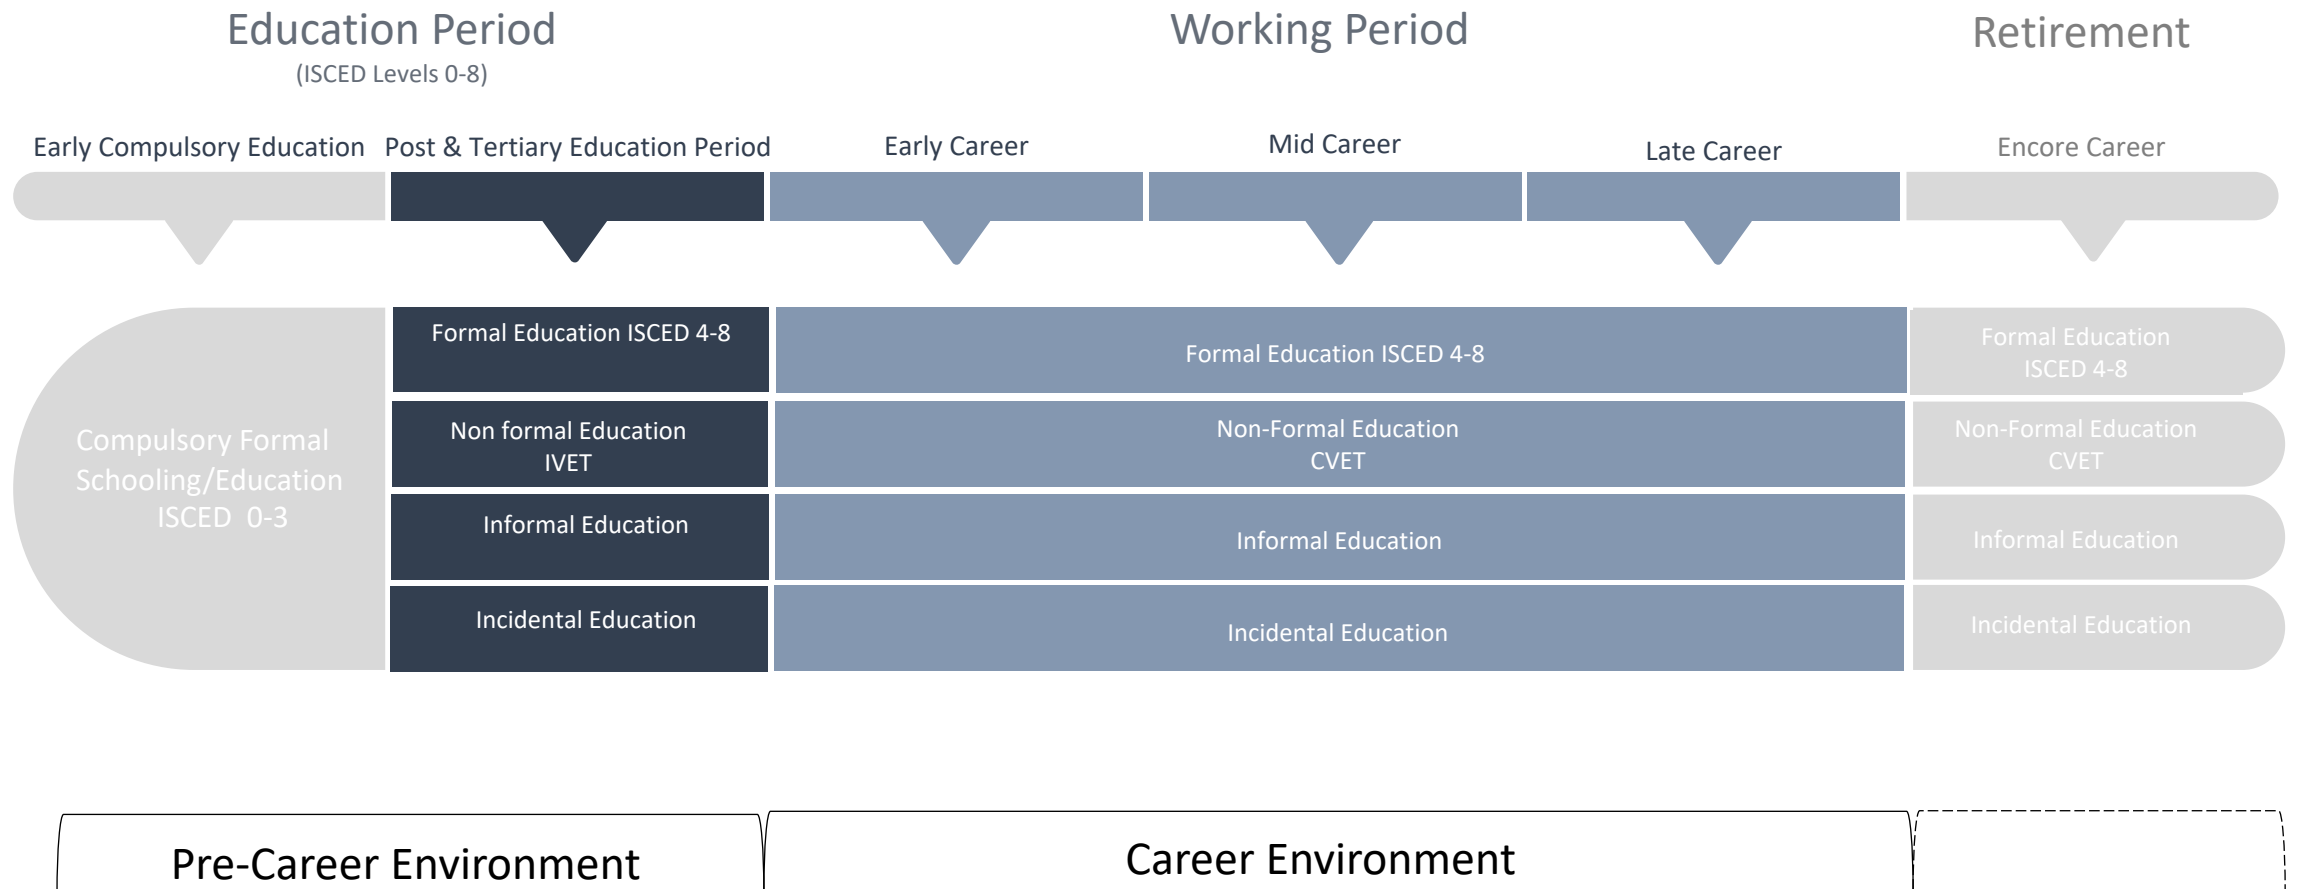 Education Period
(ISCED Levels 0-8)
Working Period
Retirement
Early Compulsory Education
Post & Tertiary Education Period
Early Career
Mid Career
Late Career
Encore Career
Compulsory Formal
Schooling/Education
ISCED 0-3
Formal Education ISCED 4-8
Formal Education ISCED 4-8
Formal Education
ISCED 4-8
Non formal Education
IVET
Non-Formal Education
CVET
Non-Formal Education
CVET
Informal Education
Informal Education
Informal Education
Incidental Education
Incidental Education
Incidental Education
Pre-Career Environment
Career Environment